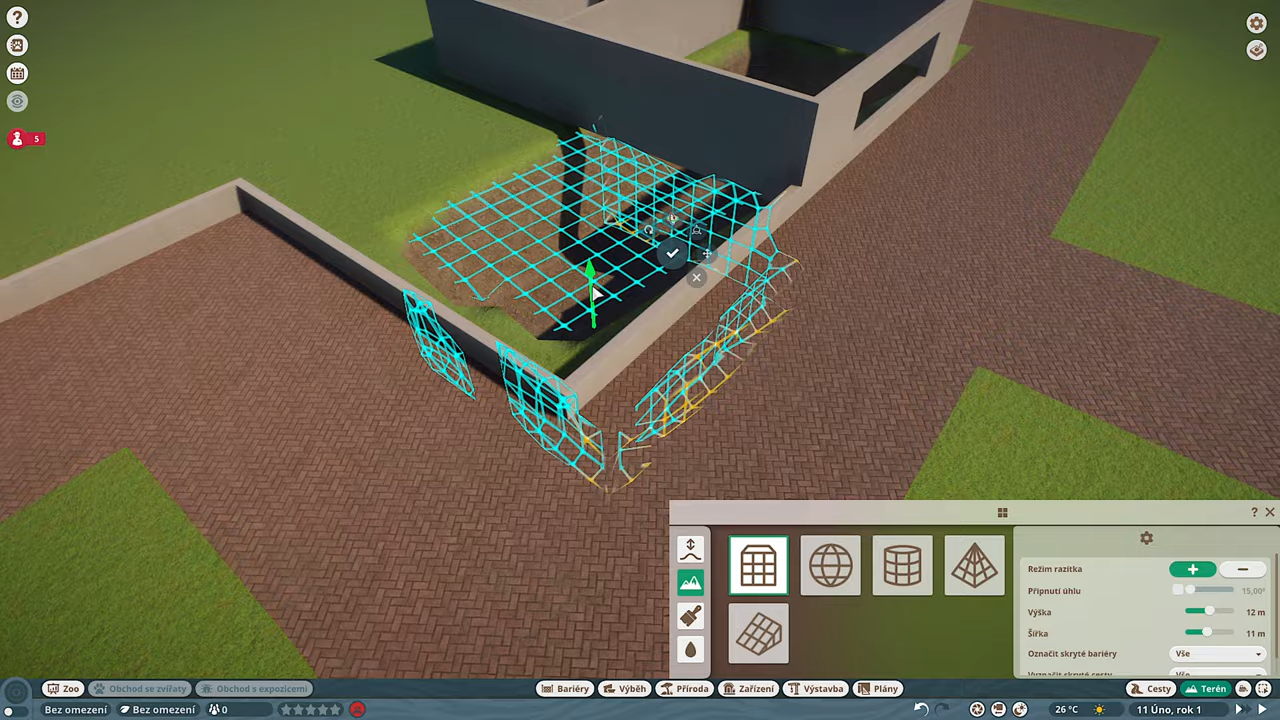 ?
5
? ×
Režim razítka + −
Připnutí úhlu 15,00°
Výška 12 m
Šířka 11 m
Označit skryté bariéry Vše
Zoo Obchod se zvířaty Obchod s expozicemi Bariéry Výběh Příroda Zařízení Výstavba Plány Cesty Terén
Bez omezení Bez omezení 0 26 °C 11 Úno, rok 1